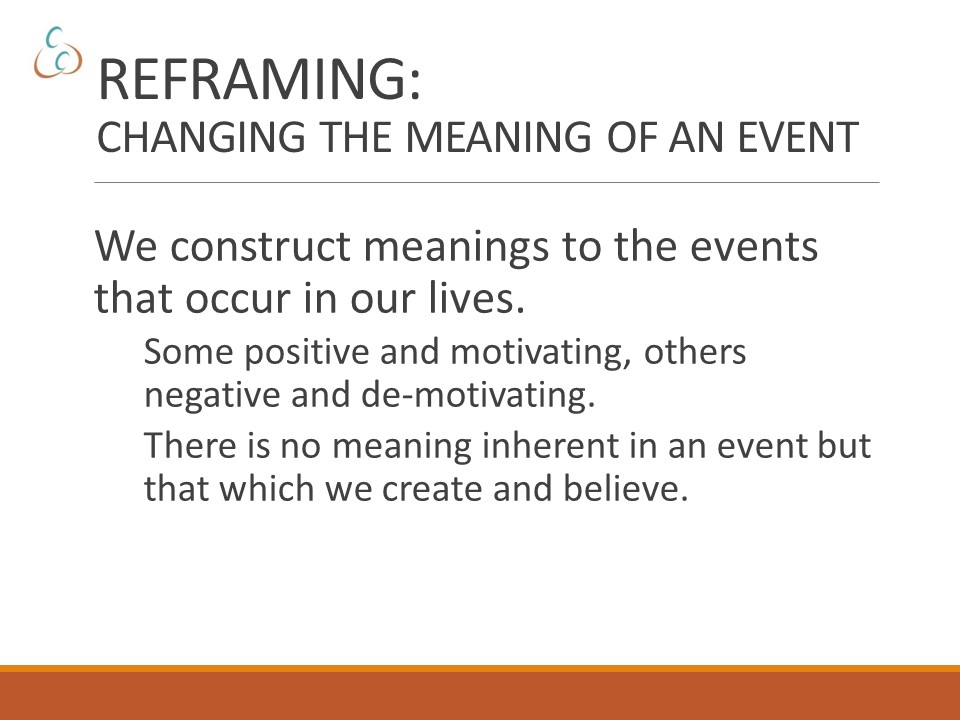 C
C
REFRAMING:
CHANGING THE MEANING OF AN EVENT
We construct meanings to the events
that occur in our lives.
Some positive and motivating, others
negative and de-motivating.
There is no meaning inherent in an event but
that which we create and believe.